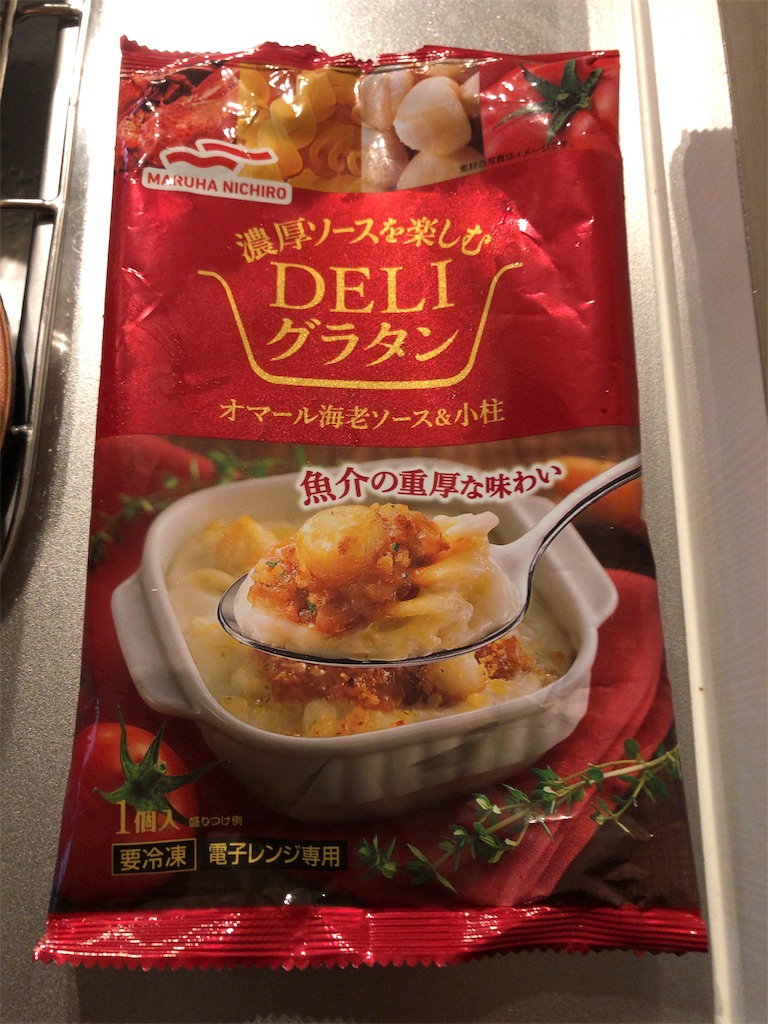 素材の写真はイメージです。
MARUHA NICHIRO
濃厚ソースを楽しむ
DELI
グラタン
オマール海老ソース&小柱
魚介の重厚な味わい
1個入 盛りつけ例
要冷凍 電子レンジ専用